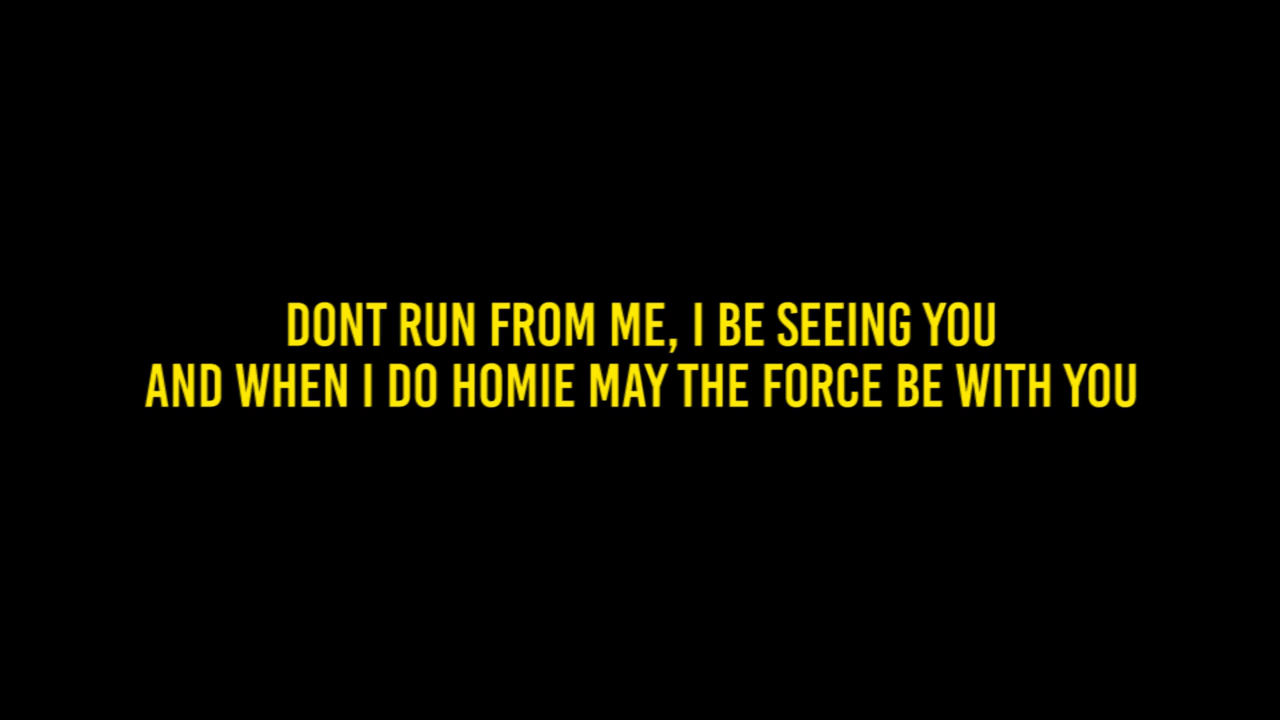 DONT RUN FROM ME, I BE SEEING YOU
AND WHEN I DO HOMIE MAY THE FORCE BE WITH YOU